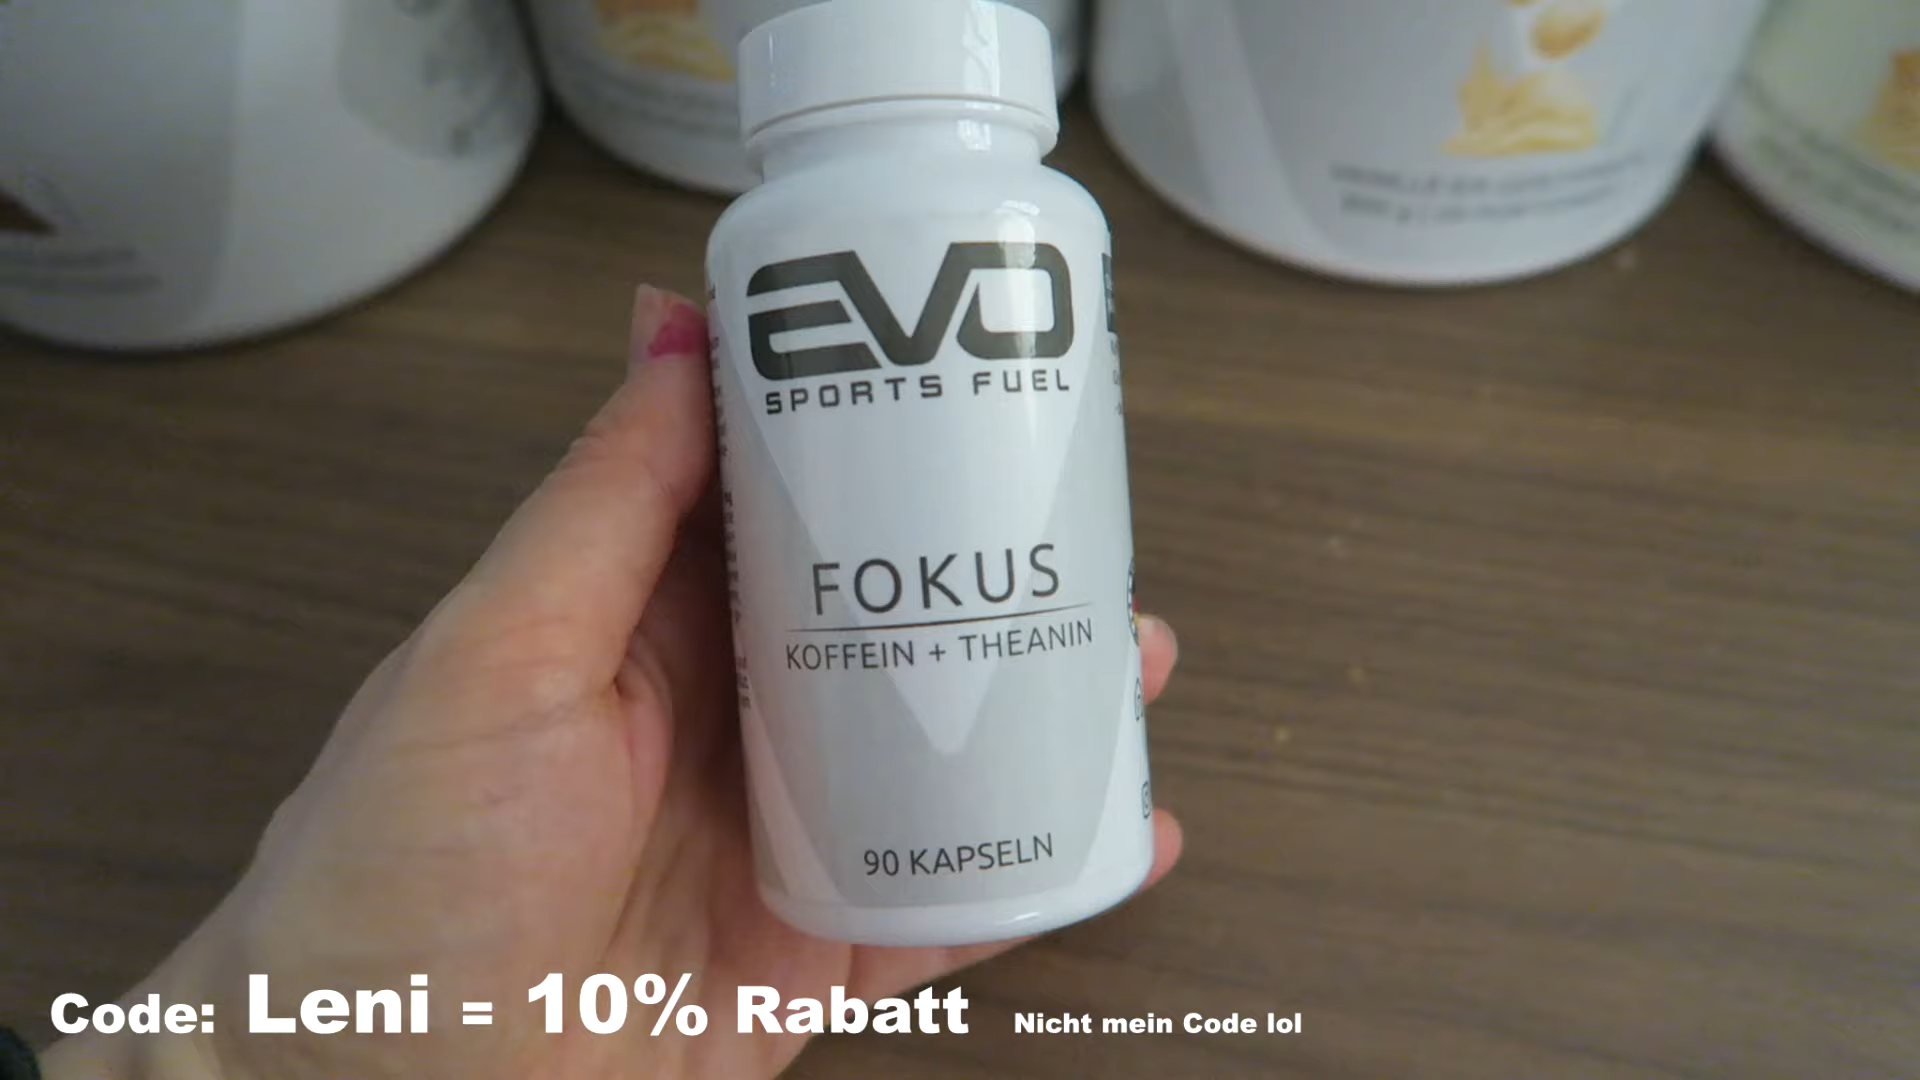 EVO
SPORTS FUEL
FOKUS
KOFFEIN + THEANIN
90 KAPSELN
Code: Leni = 10% Rabatt Nicht mein Code lol